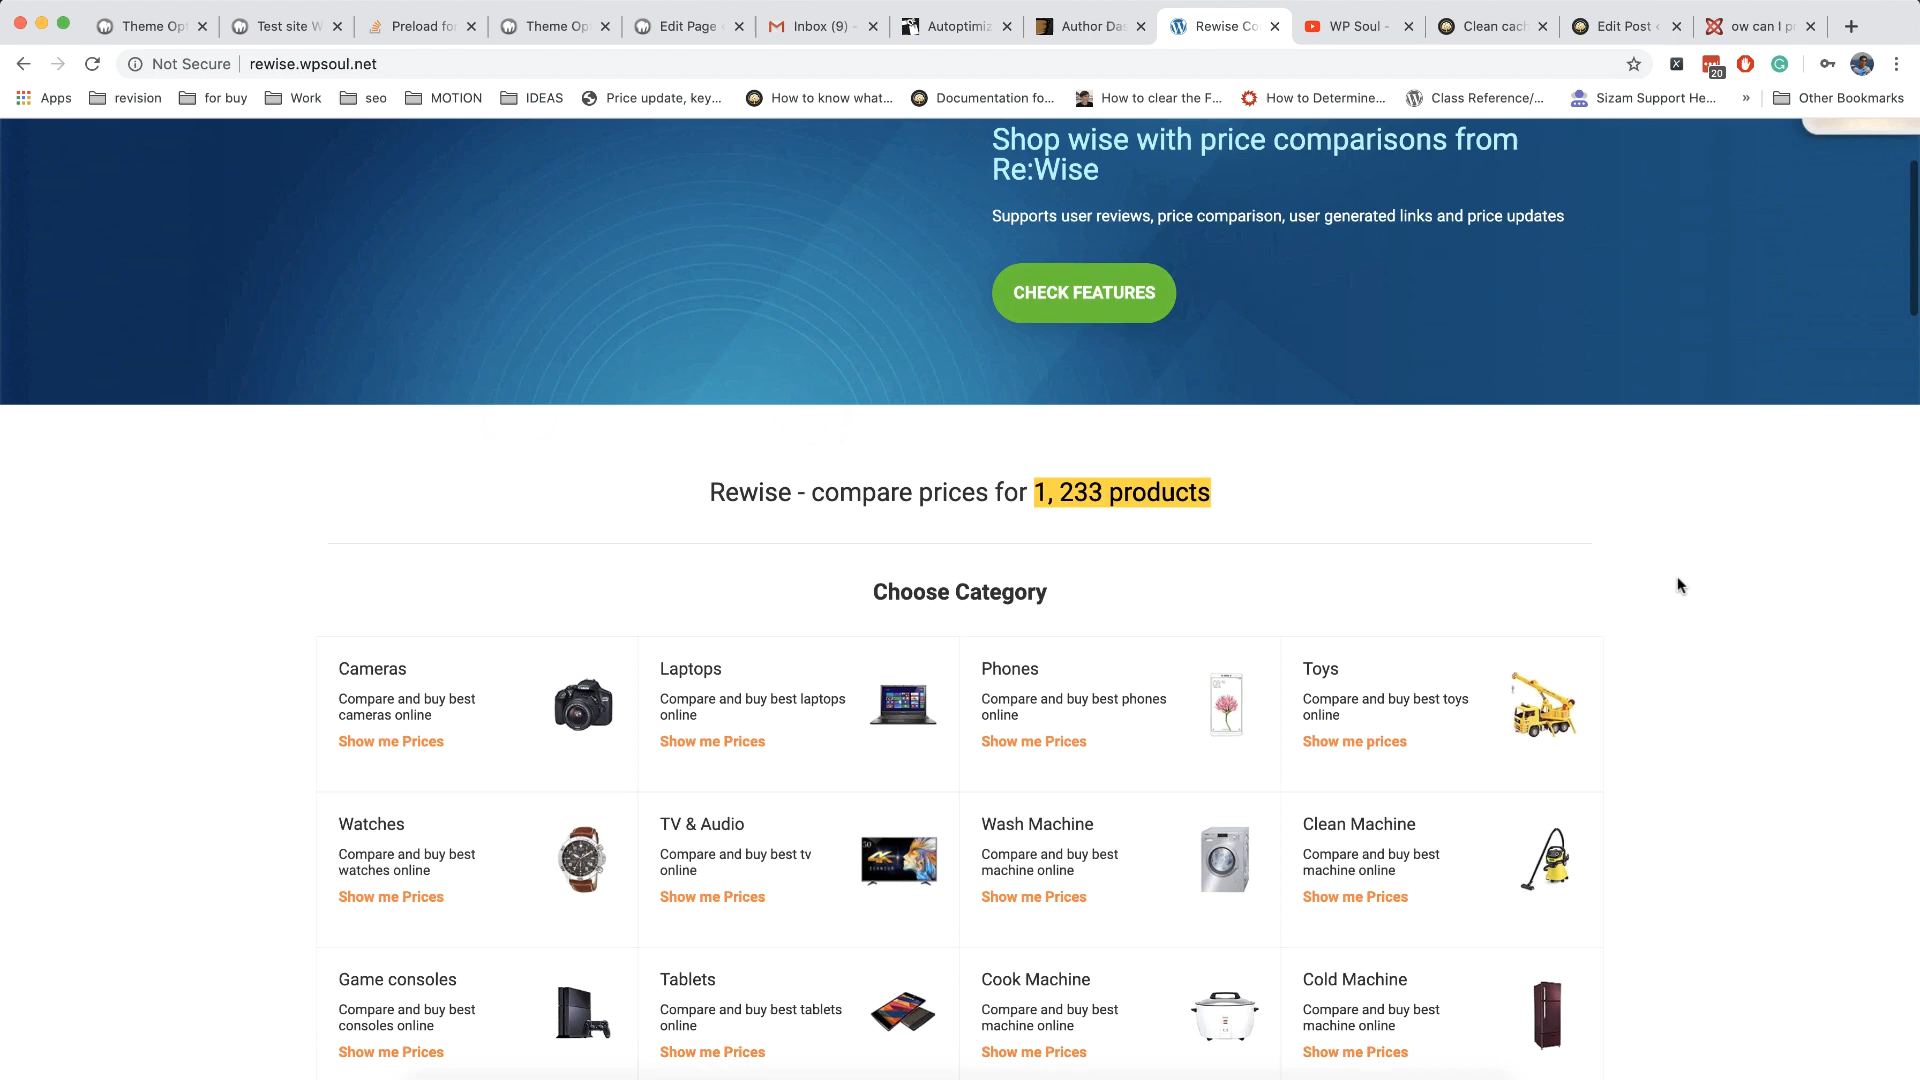 Theme Op
Test site W
Preload for
Theme Op
Edit Page
Inbox (9) -
Autoptimiz
Author Das
Rewise Co
WP Soul -
Clean cach
Edit Post
ow can I pr
Not Secure
rewise.wpsoul.net
20
Apps
revision
for buy
Work
seo
MOTION
IDEAS
Price update, key...
How to know what...
Documentation fo...
How to clear the F...
How to Determine...
Class Reference/...
Sizam Support He...
»
Other Bookmarks
Shop wise with price comparisons from
Re:Wise
Supports user reviews, price comparison, user generated links and price updates
CHECK FEATURES
Rewise - compare prices for 1, 233 products
Choose Category
Cameras
Compare and buy best
cameras online
Show me Prices
Laptops
Compare and buy best laptops
online
Show me Prices
Phones
Compare and buy best phones
online
Show me Prices
Toys
Compare and buy best toys
online
Show me prices
Watches
Compare and buy best
watches online
Show me Prices
TV & Audio
Compare and buy best tv
online
Show me Prices
50
4K
Wash Machine
Compare and buy best
machine online
Show me Prices
Clean Machine
Compare and buy best
machine online
Show me Prices
Game consoles
Compare and buy best
consoles online
Show me Prices
Tablets
Compare and buy best tablets
online
Show me Prices
Cook Machine
Compare and buy best
machine online
Show me Prices
Cold Machine
Compare and buy best
machine online
Show me Prices